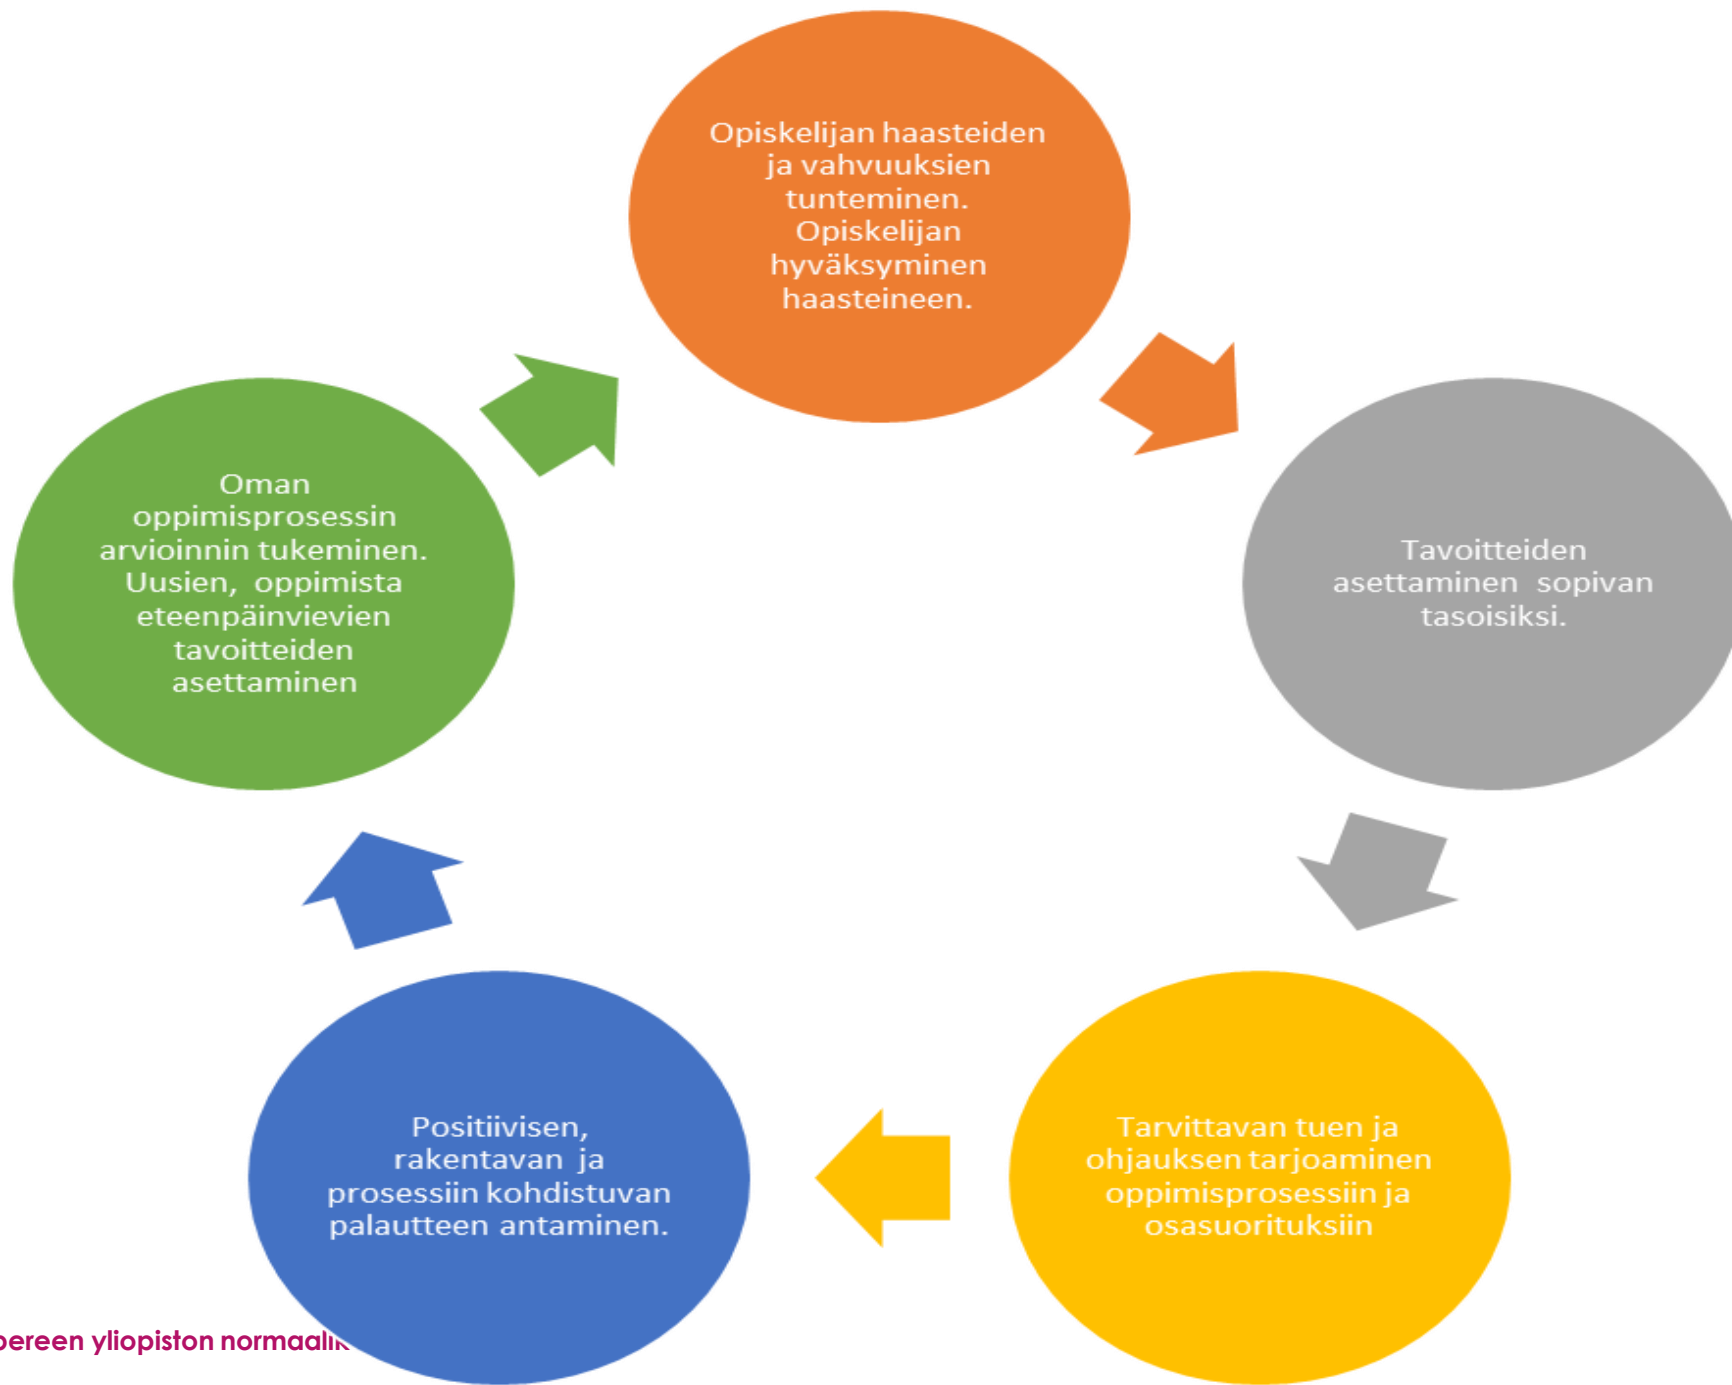 Opiskelijan haasteiden
ja vahvuuksien
tunteminen.
Opiskelijan
hyväksyminen
haasteineen.
Tavoitteiden
asettaminen sopivan
tasoisiksi.
Tarvittavan tuen ja
ohjauksen tarjoaminen
oppimisprosessiin ja
osasuorituksiin
Positiivisen,
rakentavan ja
prosessiin kohdistuvan
palautteen antaminen.
Oman
oppimisprosessin
arvioinnin tukeminen.
Uusien, oppimista
eteenpäinvievien
tavoitteiden
asettaminen
yliopiston